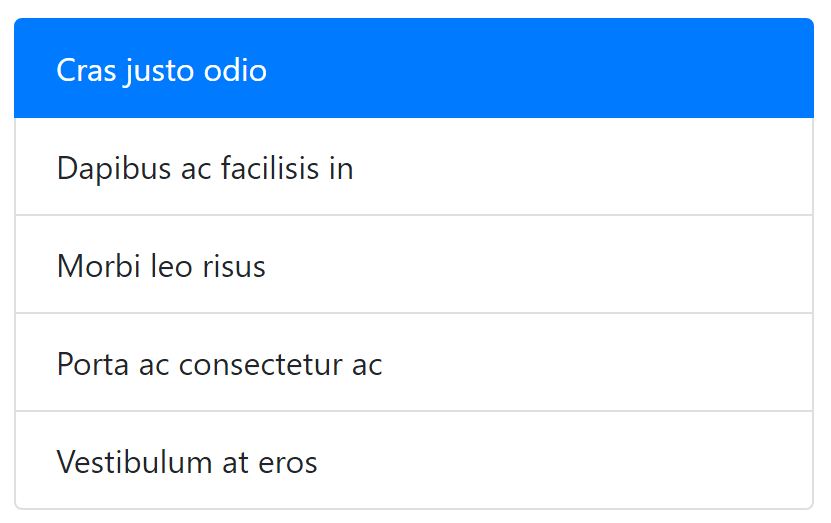 Cras justo odio
Dapibus ac facilisis in
Morbi leo risus
Porta ac consectetur ac
Vestibulum at eros